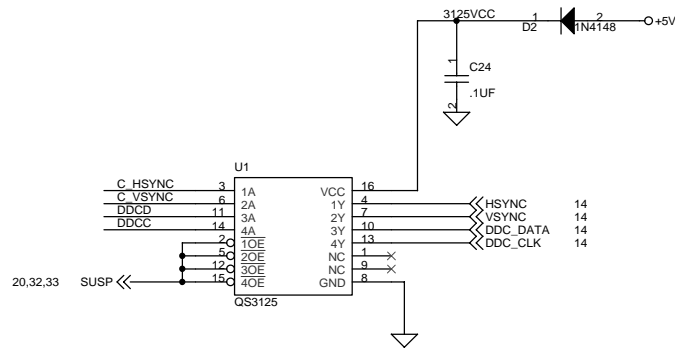 3125VCC 1 2 +5V
D2 1N4148
1
C24
.1UF
2
U1
C_HSYNC 3 1A VCC 16
C_VSYNC 6 2A 1Y 4 HSYNC 14
DDCD 11 3A 2Y 7 VSYNC 14
DDCC 14 4A 3Y 10 DDC_DATA 14
2 1OE 4Y 13 DDC_CLK 14
5 2OE NC 1
12 3OE NC 9
20,32,33 SUSP 15 4OE GND 8
QS3125